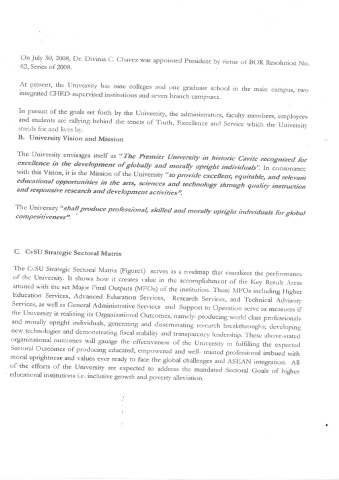 On July 30, 2008, Dr. Divinia C. Chavez was appointed President by virtue of BOR Resolution No.
62, Series of 2008.
At present, the University has nine colleges and one graduate school in the main campus, two
integrated CHED-supervised institutions and seven branch campuses.
In pursuit of the goals set forth by the University, the administrators, faculty members, employees
and students are rallying behind the tenets of Truth, Excellence and Service which the University
stands for and lives by.
B. University Vision and Mission
The University envisages itself as "The Premier University in historic Cavite recognized for
excellence in the development of globally and morally upright individuals". In consonance
with this Vision, it is the Mission of the University "to provide excellent, equitable, and relevant
educational opportunities in the arts, sciences and technology through quality instruction
and responsive research and development activities".
The University "shall produce professional, skilled and morally upright individuals for global
competitiveness".
C. CvSU Strategic Sectoral Matrix
The CvSU Strategic Sectoral Matrix (Figure1) serves as a roadmap that visualizes the performance
of the University. It shows how it creates value in the accomplishment of the Key Result Areas
attuned with the set Major Final Outputs (MFOs) of the institution. These MFOs including Higher
Education Services, Advanced Education Services, Research Services, and Technical Advisory
Services, as well as General Administrative Services and Support to Operation serve as measures if
the University is realizing its Organizational Outcomes, namely: producing world class professionals
and morally upright individuals, generating and disseminating research breakthroughs; developing
new technologies and demonstrating fiscal stability and transparency leadership. These above-stated
organizational outcomes will gauge the effectiveness of the University in fulfilling the expected
Sectoral Outcomes of producing educated, empowered and well- trained professional imbued with
moral uprightness and values ever ready to face the global challenges and ASEAN integration. All
of the efforts of the University are expected to address the mandated Sectoral Goals of higher
educational institutions i.e. inclusive growth and poverty alleviation.